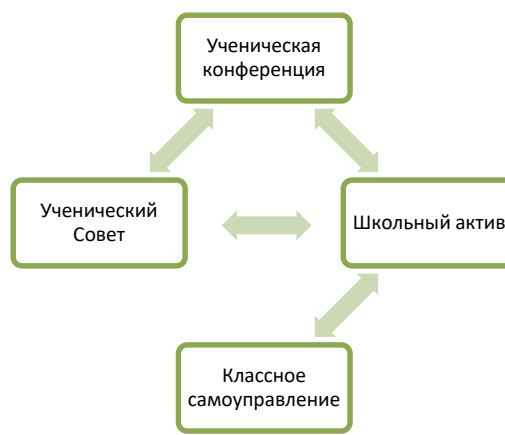 Ученическая
конференция
Ученический
Совет
Школьный актив
Классное
самоуправление